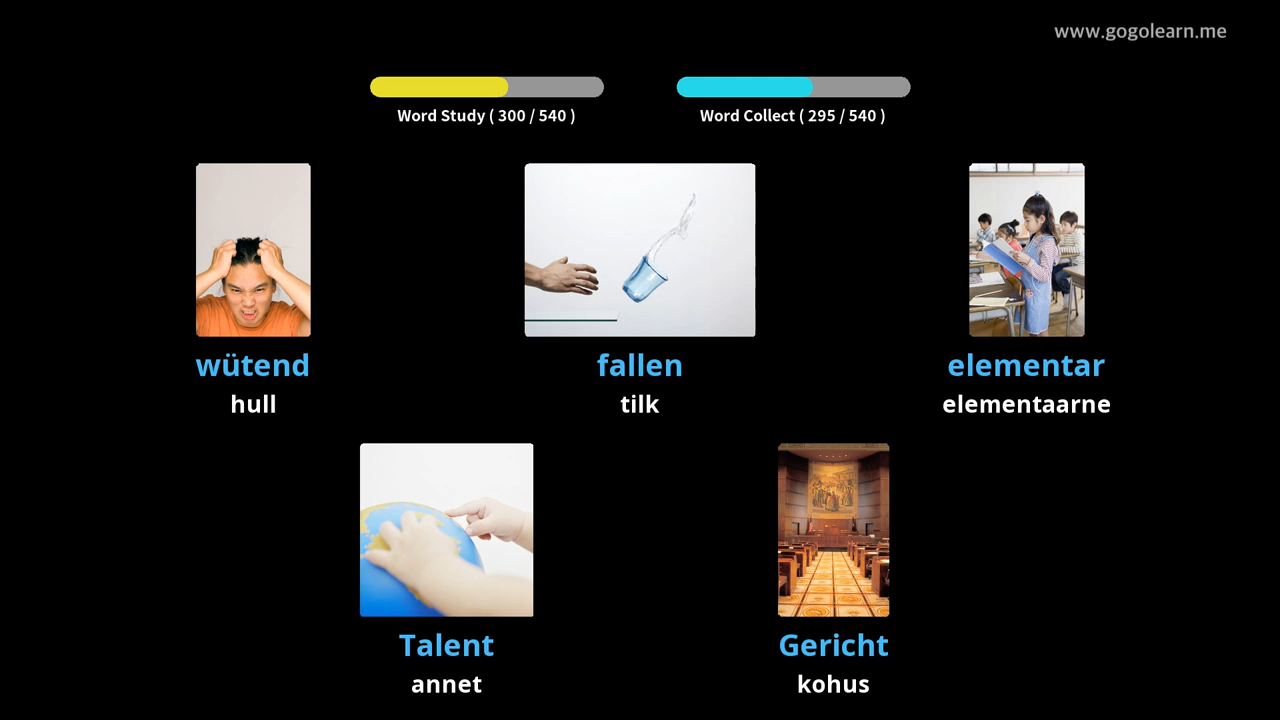 www.gogolearn.me
Word Study ( 300 / 540 )
Word Collect ( 295 / 540 )
wütend
hull
fallen
tilk
elementar
elementaarne
Talent
annet
Gericht
kohus